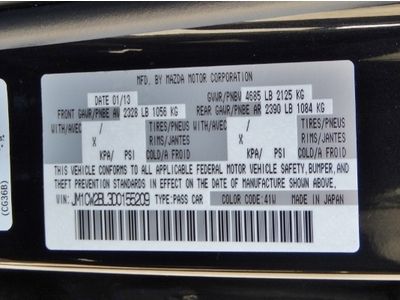 MFD. BY MAZDA MOTOR CORPORATION
DATE 01/13 GVWR/PNBV 4685 LB 2125 KG
FRONT GAWR/PNBE AV 2328 LB 1056 KG REAR GAWR/PNBE AR 2390 LB 1084 KG
WITH/AVEC / TIRES/PNEUS WITH/AVEC / TIRES/PNEUS
X RIMS/JANTES X RIMS/JANTES
KPA/ PSI COLD/A FROID KPA/ PSI COLD/A FROID
THIS VEHICLE CONFORMS TO ALL APPLICABLE FEDERAL MOTOR VEHICLE SAFETY, BUMPER, AND
THEFT PREVENTION STANDARDS IN EFFECT ON THE DATE OF MANUFACTURE SHOWN ABOVE.
VIN: JM1CW2BL3D0155209 TYPE: PASS CAR COLOR CODE: 41W MADE IN JAPAN
(CG36B)